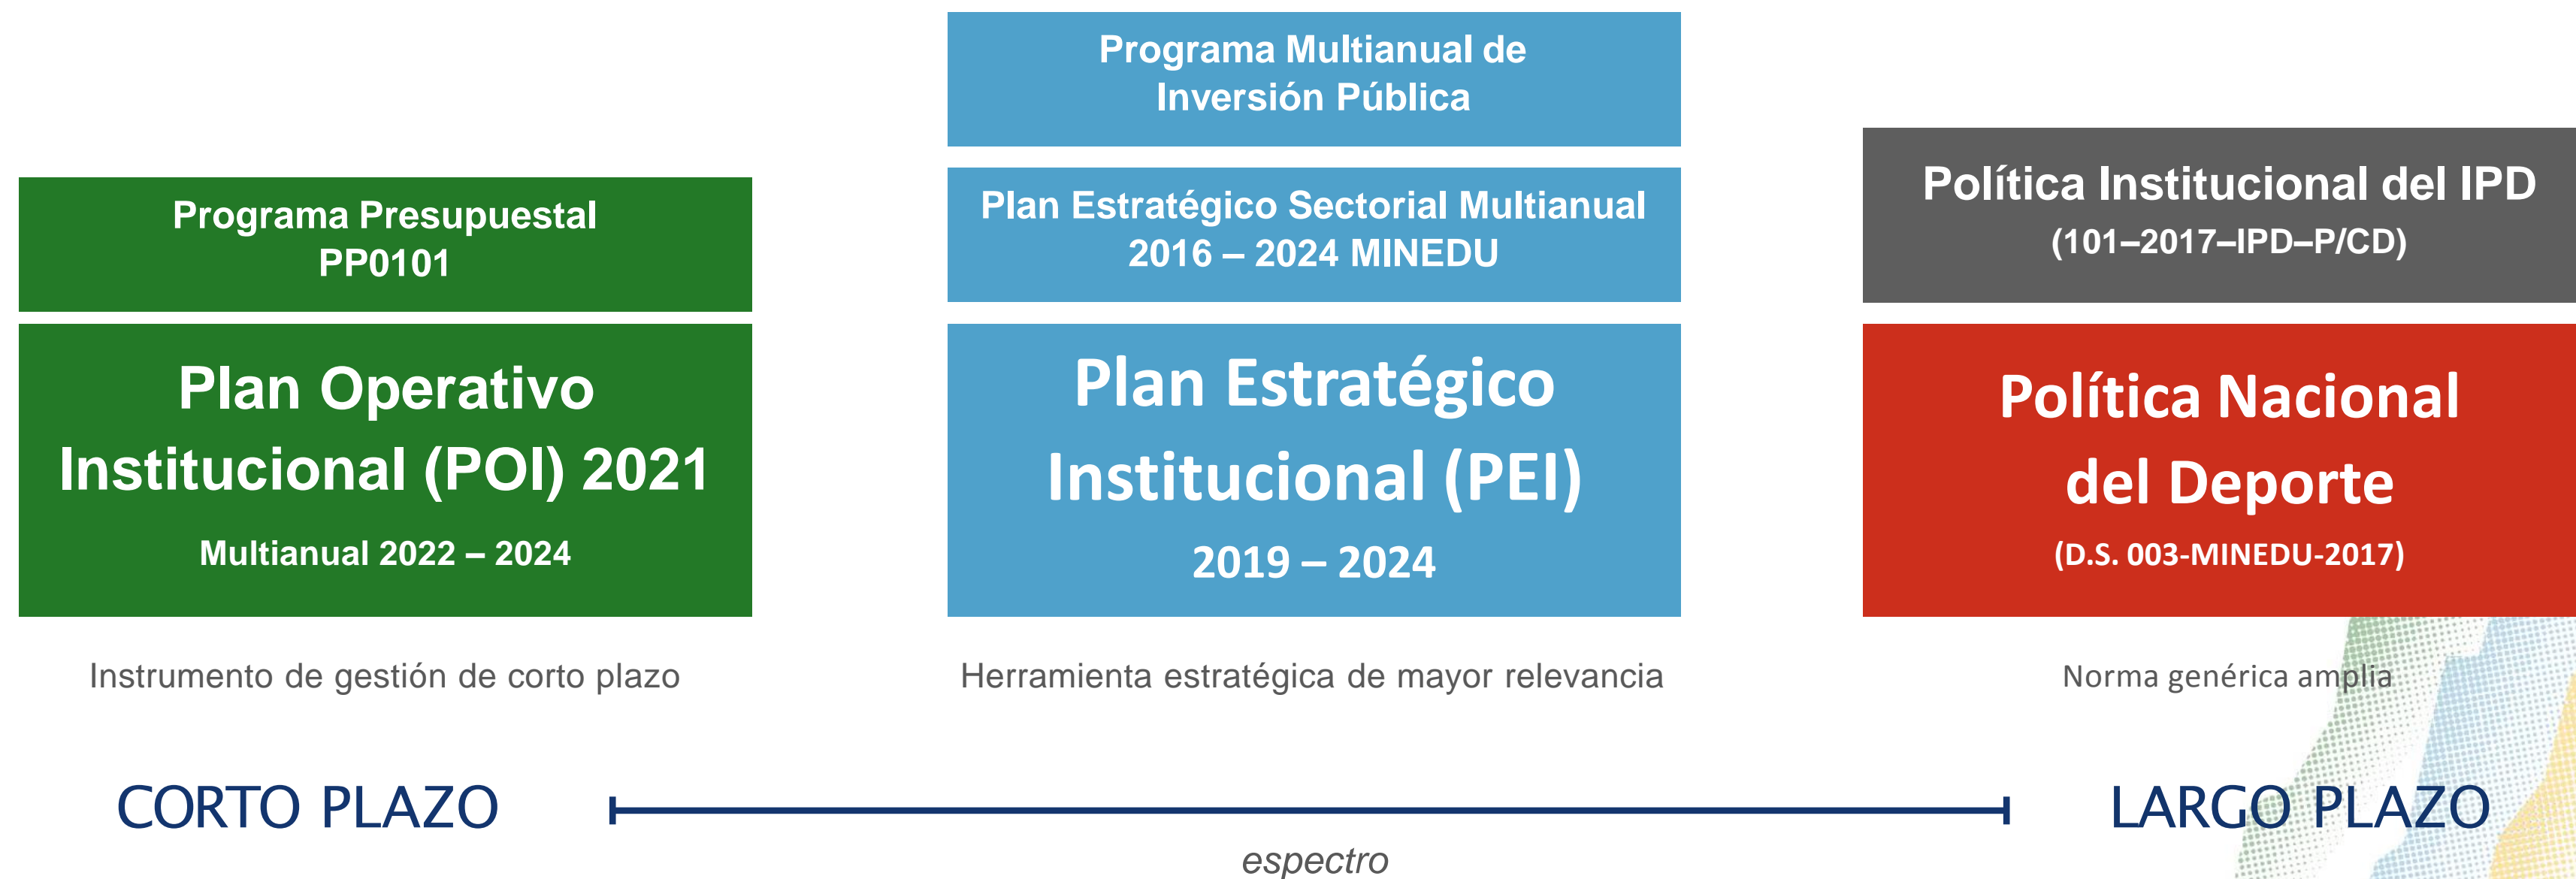 Programa Presupuestal
PP0101
Plan Operativo
Institucional (POI) 2021
Multianual 2022 – 2024
Instrumento de gestión de corto plazo
Programa Multianual de
Inversión Pública
Plan Estratégico Sectorial Multianual
2016 – 2024 MINEDU
Plan Estratégico
Institucional (PEI)
2019 – 2024
Herramienta estratégica de mayor relevancia
Política Institucional del IPD
(101–2017–IPD–P/CD)
Política Nacional
del Deporte
(D.S. 003-MINEDU-2017)
Norma genérica amplia
CORTO PLAZO
LARGO PLAZO
espectro